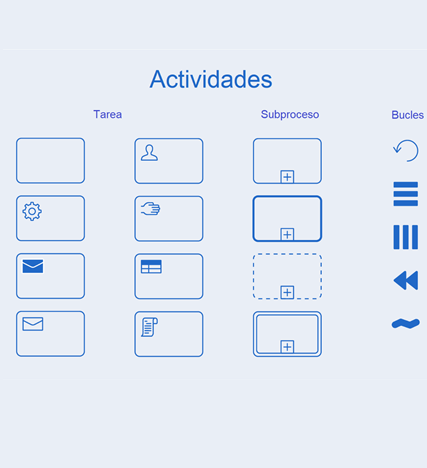 Actividades
Tarea
Subproceso
Bucles